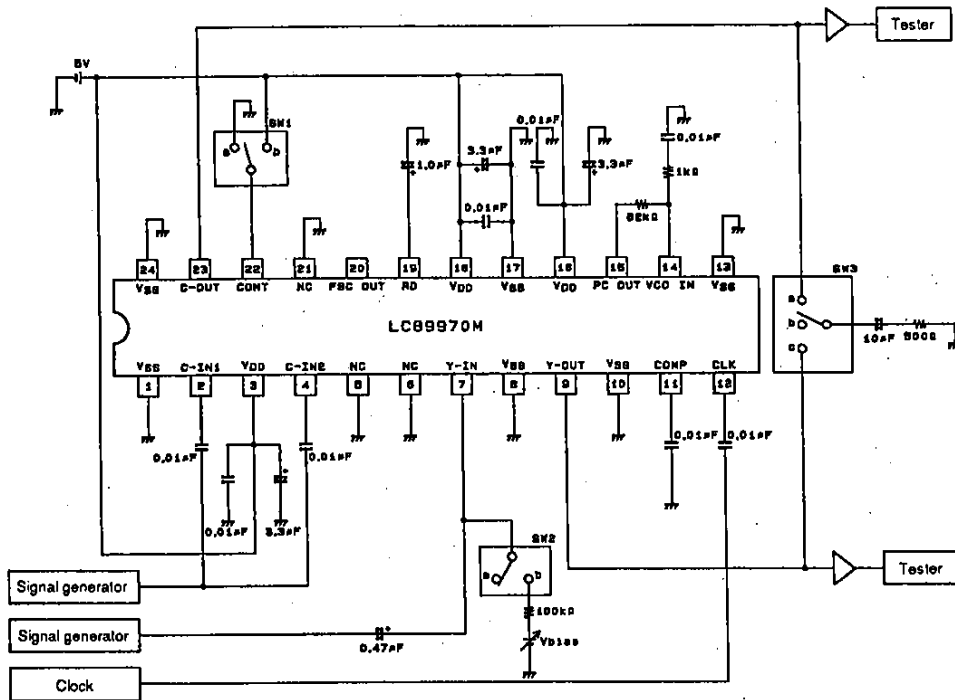 Tester
5V
SW1
a
b
0.01µF
0.01µF
3.3µF
3.3µF
1.0µF
1kΩ
0.01µF
24 23 22 21 20 19 18 17 16 15 14 13
VSS C-OUT CONT NC FSC OUT RD VDD VSS VDD PC OUT VCO IN VSS
SW3
a
b
c
10µF
LC89970M
VSS C-IN1 VDD C-IN2 NC NC Y-IN VSS Y-OUT VSS COMP CLK
1 2 3 4 5 6 7 8 9 10 11 12
0.01µF
0.01µF
0.01µF
0.01µF
0.01µF
3.3µF
SW2
a
b
Signal generator
Tester
100kΩ
Signal generator
0.47µF
Vbias
Clock